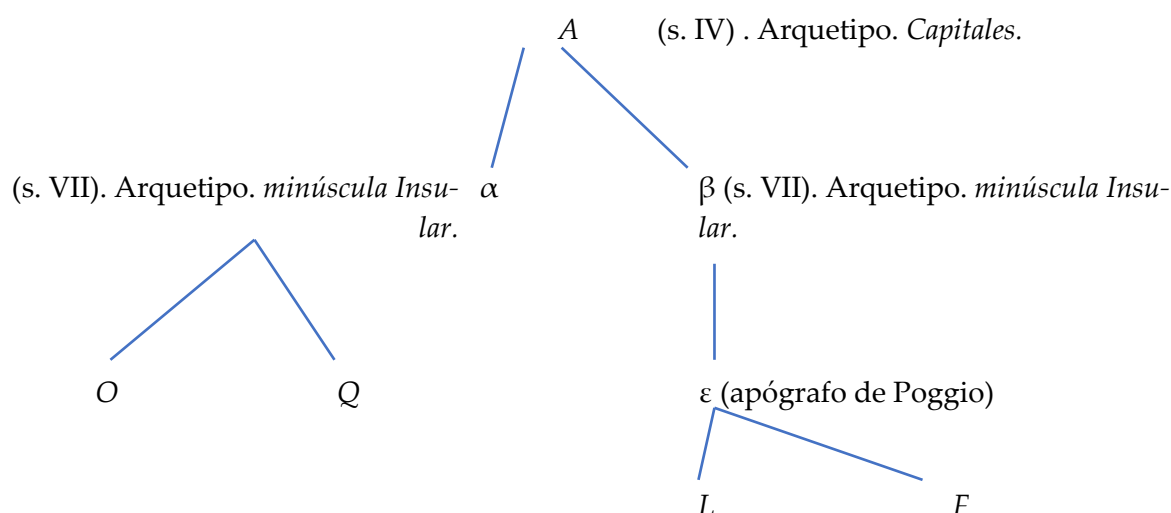 A (s. IV) . Arquetipo. Capitales.
(s. VII). Arquetipo. minúscula Insu- α
lar.
β (s. VII). Arquetipo. minúscula Insu-
lar.
O Q
ε (apógrafo de Poggio)
L F